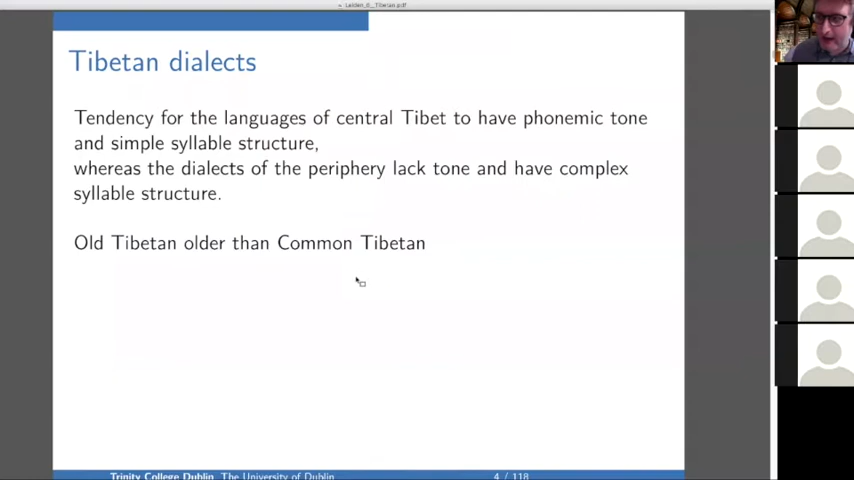 Leiden_6__Tibetan.pdf
Tibetan dialects
Tendency for the languages of central Tibet to have phonemic tone
and simple syllable structure,
whereas the dialects of the periphery lack tone and have complex
syllable structure.
Old Tibetan older than Common Tibetan
Trinity College Dublin, The University of Dublin
4 / 118